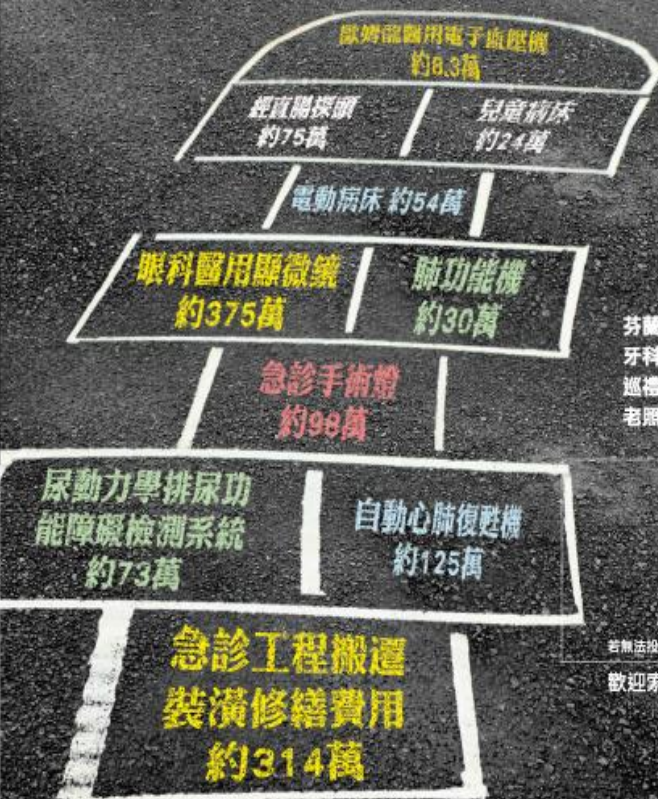 歐姆龍醫用電子血壓機
約8.3萬
經直腸探頭
約75萬
兒童病床
約24萬
電動病床 約54萬
眼科醫用顯微鏡
約375萬
肺功能機
約30萬
急診手術燈
約98萬
尿動力學排尿功
能障礙檢測系統
約73萬
自動心肺復甦機
約125萬
急診工程搬遷
裝潢修繕費用
約314萬
芬蘭
牙科
巡禮
老照
若無法投
歡迎索